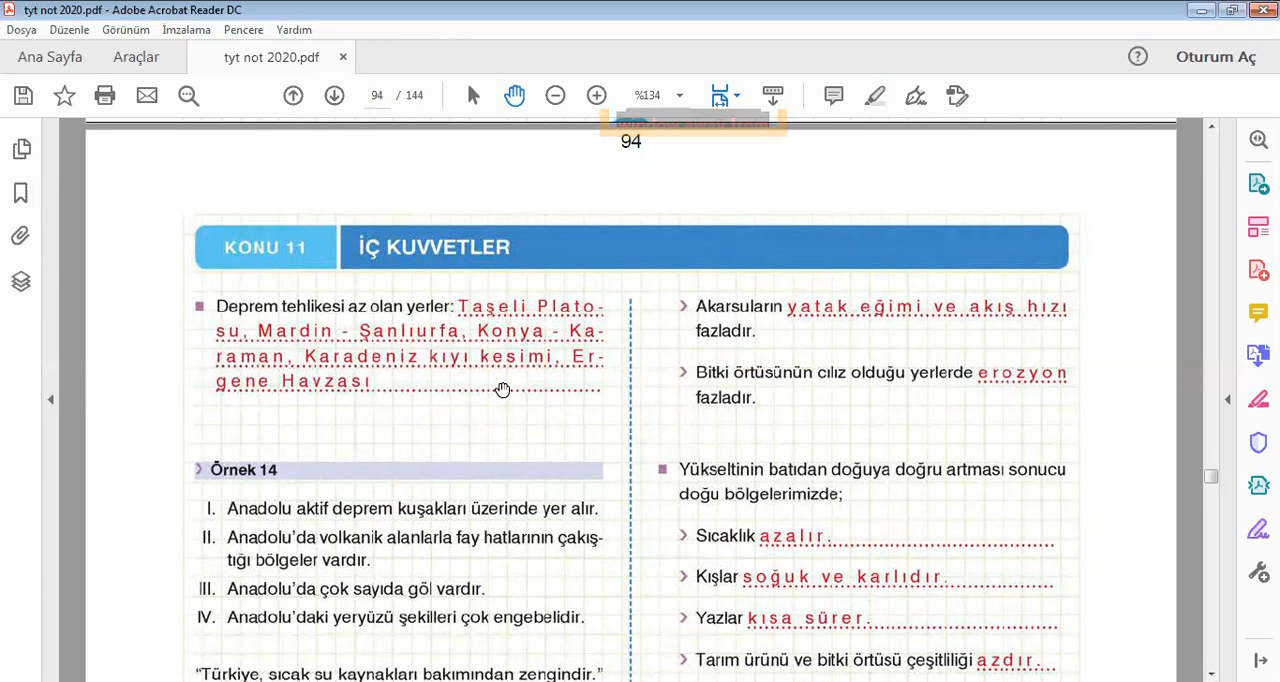 tyt not 2020.pdf - Adobe Acrobat Reader DC
Dosya Düzenle Görünüm İmzalama Pencere Yardım
Ana Sayfa Araçlar tyt not 2020.pdf × ? Oturum Aç
94 / 144 %134
94
KONU 11 İÇ KUVVETLER
Deprem tehlikesi az olan yerler: Taşeli Plato-
su, Mardin - Şanlıurfa, Konya - Ka-
raman, Karadeniz kıyı kesimi, Er-
gene Havzası
Örnek 14
I. Anadolu aktif deprem kuşakları üzerinde yer alır.
II. Anadolu'da volkanik alanlarla fay hatlarının çakış-
tığı bölgeler vardır.
III. Anadolu'da çok sayıda göl vardır.
IV. Anadolu'daki yeryüzü şekilleri çok engebelidir.
"Türkiye, sıcak su kaynakları bakımından zengindir."
Akarsuların yatak eğimi ve akış hızı
fazladır.
Bitki örtüsünün cılız olduğu yerlerde erozyon
fazladır.
Yükseltinin batıdan doğuya doğru artması sonucu
doğu bölgelerimizde;
Sıcaklık azalır.
Kışlar soğuk ve karlıdır.
Yazlar kısa sürer.
Tarım ürünü ve bitki örtüsü çeşitliliği azdır.